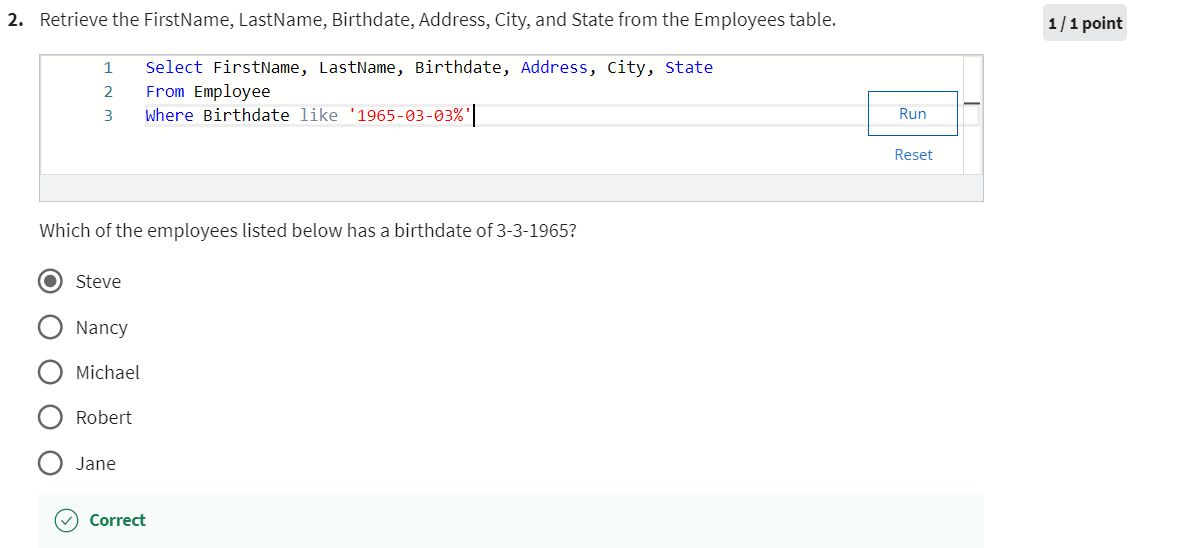 2. Retrieve the FirstName, LastName, Birthdate, Address, City, and State from the Employees table.
1 / 1 point
1 Select FirstName, LastName, Birthdate, Address, City, State
2 From Employee
3 Where Birthdate like '1965-03-03%'
Run
Reset
Which of the employees listed below has a birthdate of 3-3-1965?
Steve
Nancy
Michael
Robert
Jane
Correct